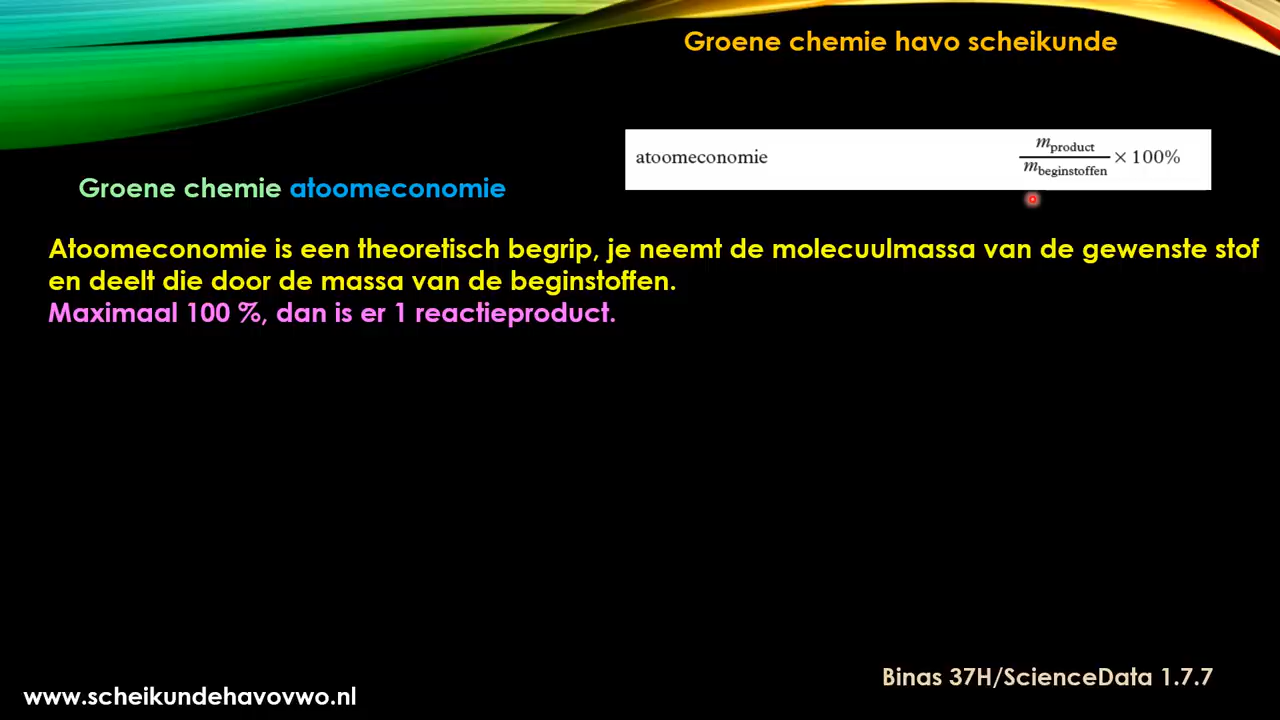 Groene chemie havo scheikunde
atoomeconomie m_product / m_beginstoffen × 100%
Groene chemie atoomeconomie
Atoomeconomie is een theoretisch begrip, je neemt de molecuulmassa van de gewenste stof
en deelt die door de massa van de beginstoffen.
Maximaal 100 %, dan is er 1 reactieproduct.
Binas 37H/ScienceData 1.7.7
www.scheikundehavovwo.nl